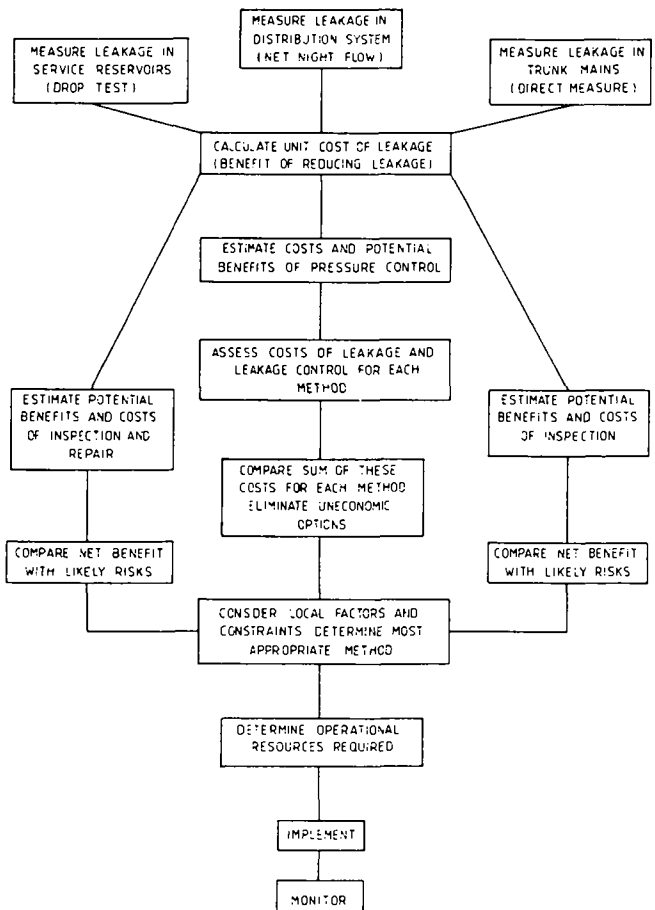 MEASURE LEAKAGE IN
SERVICE RESERVOIRS
(DROP TEST)
MEASURE LEAKAGE IN
DISTRIBUTION SYSTEM
(NET NIGHT FLOW)
MEASURE LEAKAGE IN
TRUNK MAINS
(DIRECT MEASURE)
CALCULATE UNIT COST OF LEAKAGE
(BENEFIT OF REDUCING LEAKAGE)
ESTIMATE COSTS AND POTENTIAL
BENEFITS OF PRESSURE CONTROL
ASSESS COSTS OF LEAKAGE AND
LEAKAGE CONTROL FOR EACH
METHOD
ESTIMATE POTENTIAL
BENEFITS AND COSTS
OF INSPECTION AND
REPAIR
COMPARE SUM OF THESE
COSTS FOR EACH METHOD
ELIMINATE UNECONOMIC
OPTIONS
ESTIMATE POTENTIAL
BENEFITS AND COSTS
OF INSPECTION
COMPARE NET BENEFIT
WITH LIKELY RISKS
COMPARE NET BENEFIT
WITH LIKELY RISKS
CONSIDER LOCAL FACTORS AND
CONSTRAINTS DETERMINE MOST
APPROPRIATE METHOD
DETERMINE OPERATIONAL
RESOURCES REQUIRED
IMPLEMENT
MONITOR